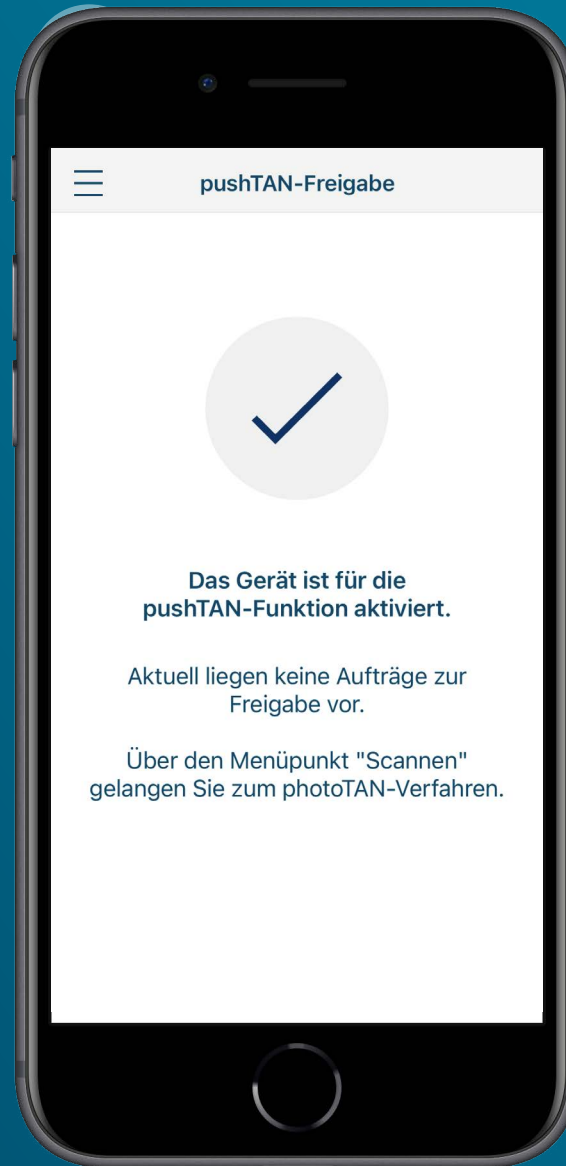 pushTAN-Freigabe
Das Gerät ist für die
pushTAN-Funktion aktiviert.
Aktuell liegen keine Aufträge zur
Freigabe vor.
Über den Menüpunkt "Scannen"
gelangen Sie zum photoTAN-Verfahren.